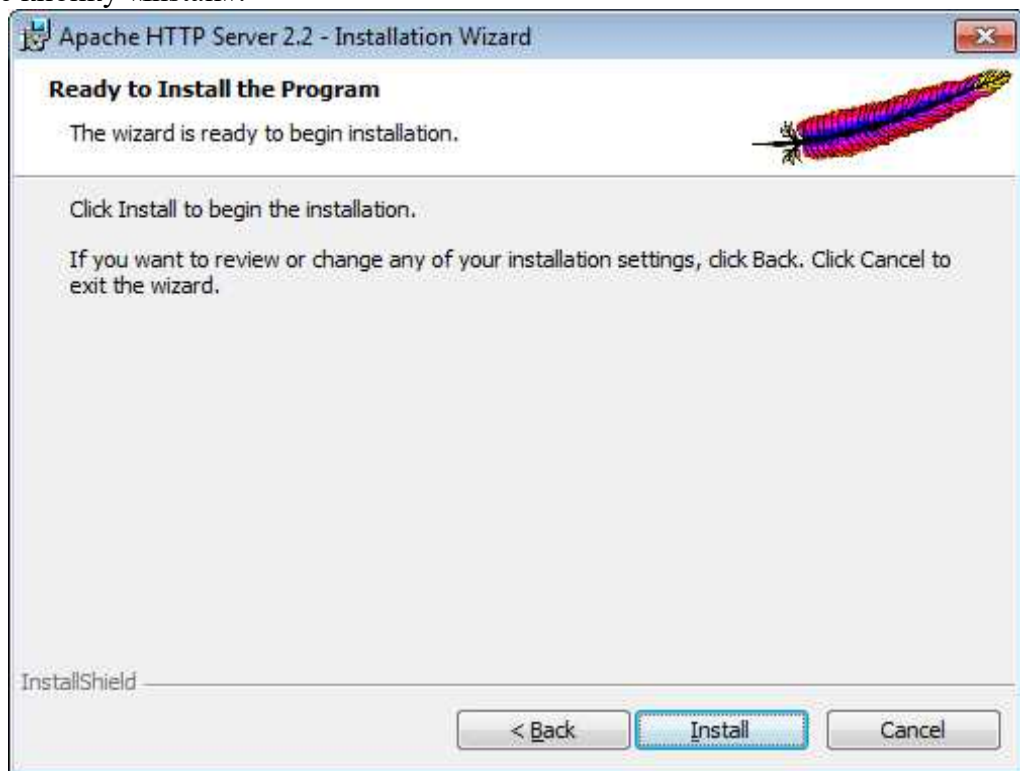 Apache HTTP Server 2.2 - Installation Wizard
Ready to Install the Program
The wizard is ready to begin installation.
Click Install to begin the installation.
If you want to review or change any of your installation settings, click Back. Click Cancel to
exit the wizard.
InstallShield
< Back
Install
Cancel